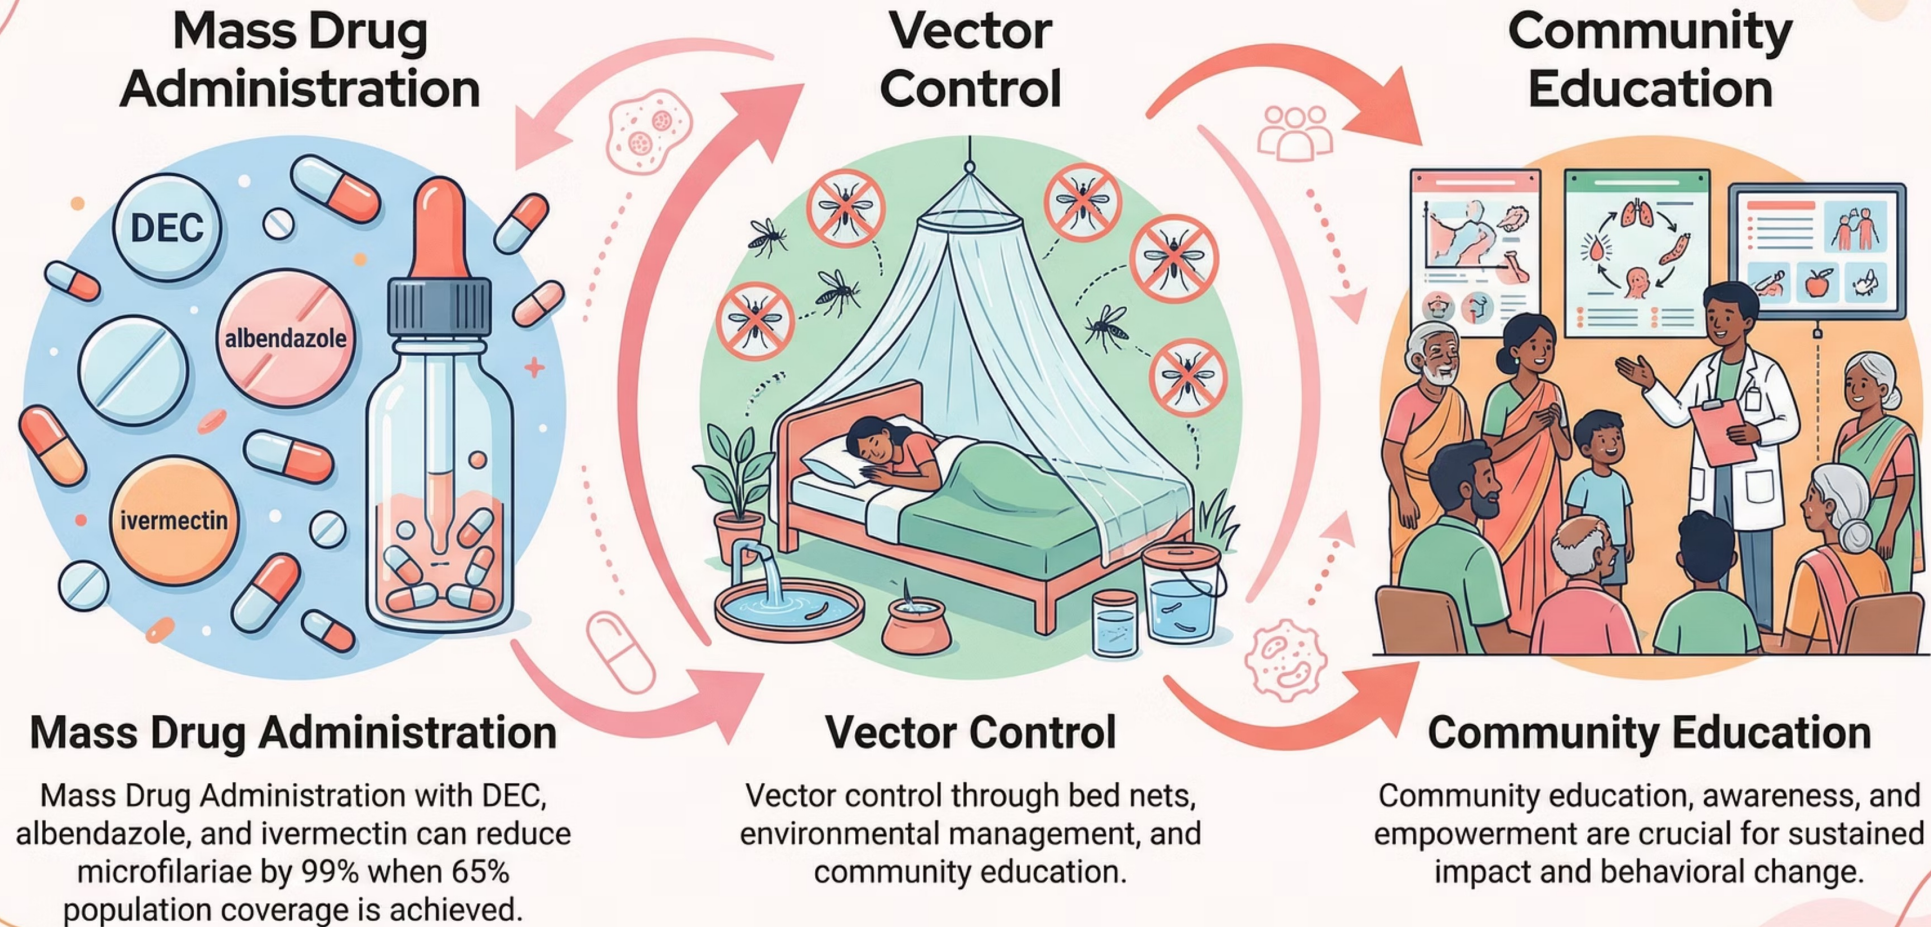 Mass Drug
Administration
Vector
Control
Community
Education
DEC
albendazole
ivermectin
Mass Drug Administration
Mass Drug Administration with DEC,
albendazole, and ivermectin can reduce
microfilariae by 99% when 65%
population coverage is achieved.
Vector Control
Vector control through bed nets,
environmental management, and
community education.
Community Education
Community education, awareness, and
empowerment are crucial for sustained
impact and behavioral change.